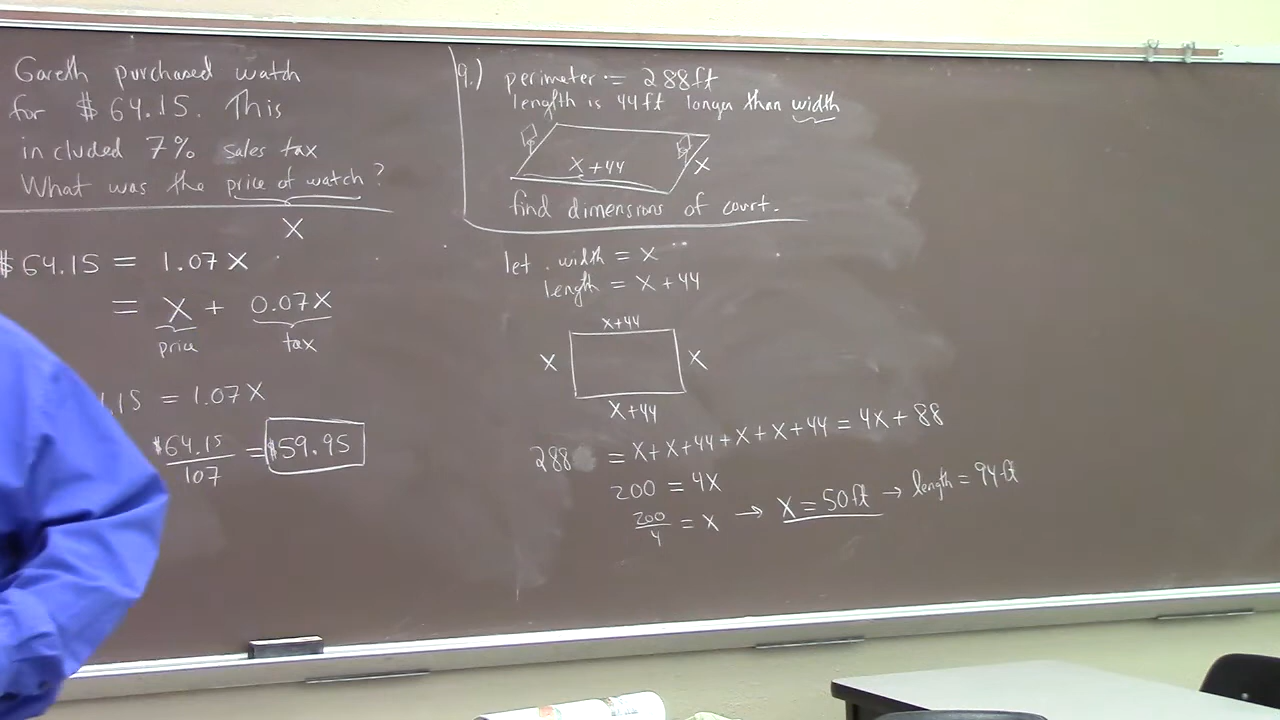 Gareth purchased watch
for $64.15. This
included 7% sales tax
What was the price of watch?
X
$64.15 = 1.07X
= X + 0.07X
price tax
.15 = 1.07X
$64.15
107
= $59.95
9.) perimeter = 288ft
length is 44ft longer than width
X+44
X
find dimensions of court.
let width = X
length = X+44
X+44
X X
X+44
288 = X+X+44+X+X+44 = 4X+88
200 = 4X
200/4 = X → X = 50ft → length = 94ft